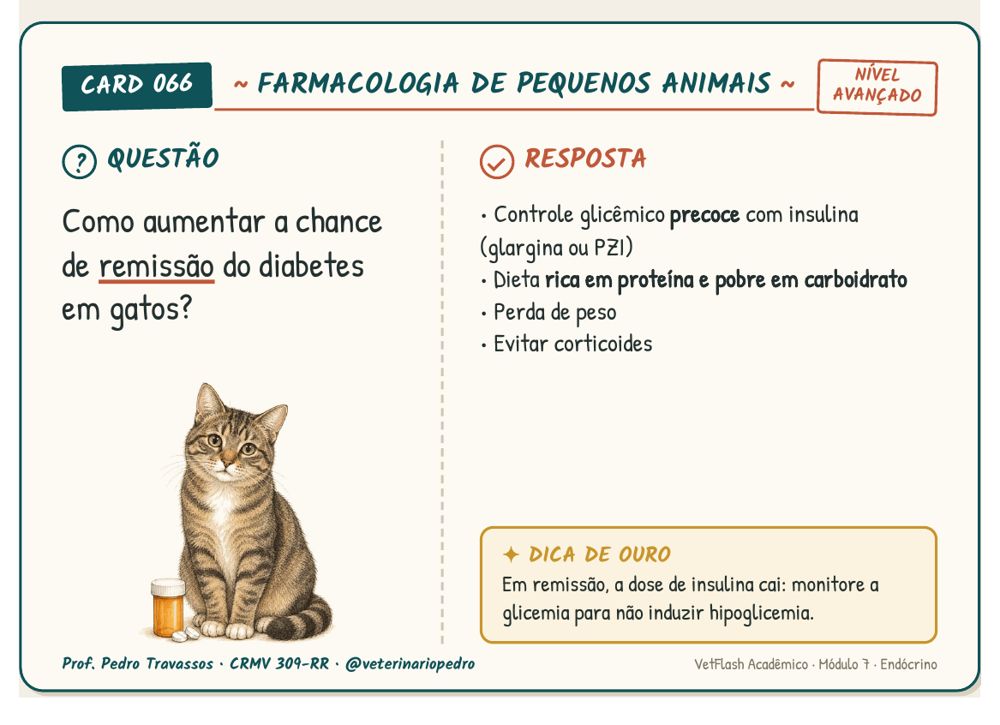 CARD 066
~ FARMACOLOGIA DE PEQUENOS ANIMAIS ~
NÍVEL
AVANÇADO
? QUESTÃO
Como aumentar a chance
de remissão do diabetes
em gatos?
RESPOSTA
• Controle glicêmico precoce com insulina
(glargina ou PZI)
• Dieta rica em proteína e pobre em carboidrato
• Perda de peso
• Evitar corticoides
✦ DICA DE OURO
Em remissão, a dose de insulina cai: monitore a
glicemia para não induzir hipoglicemia.
Prof. Pedro Travassos · CRMV 309-RR · @veterinariopedro
VetFlash Acadêmico · Módulo 7 · Endócrino